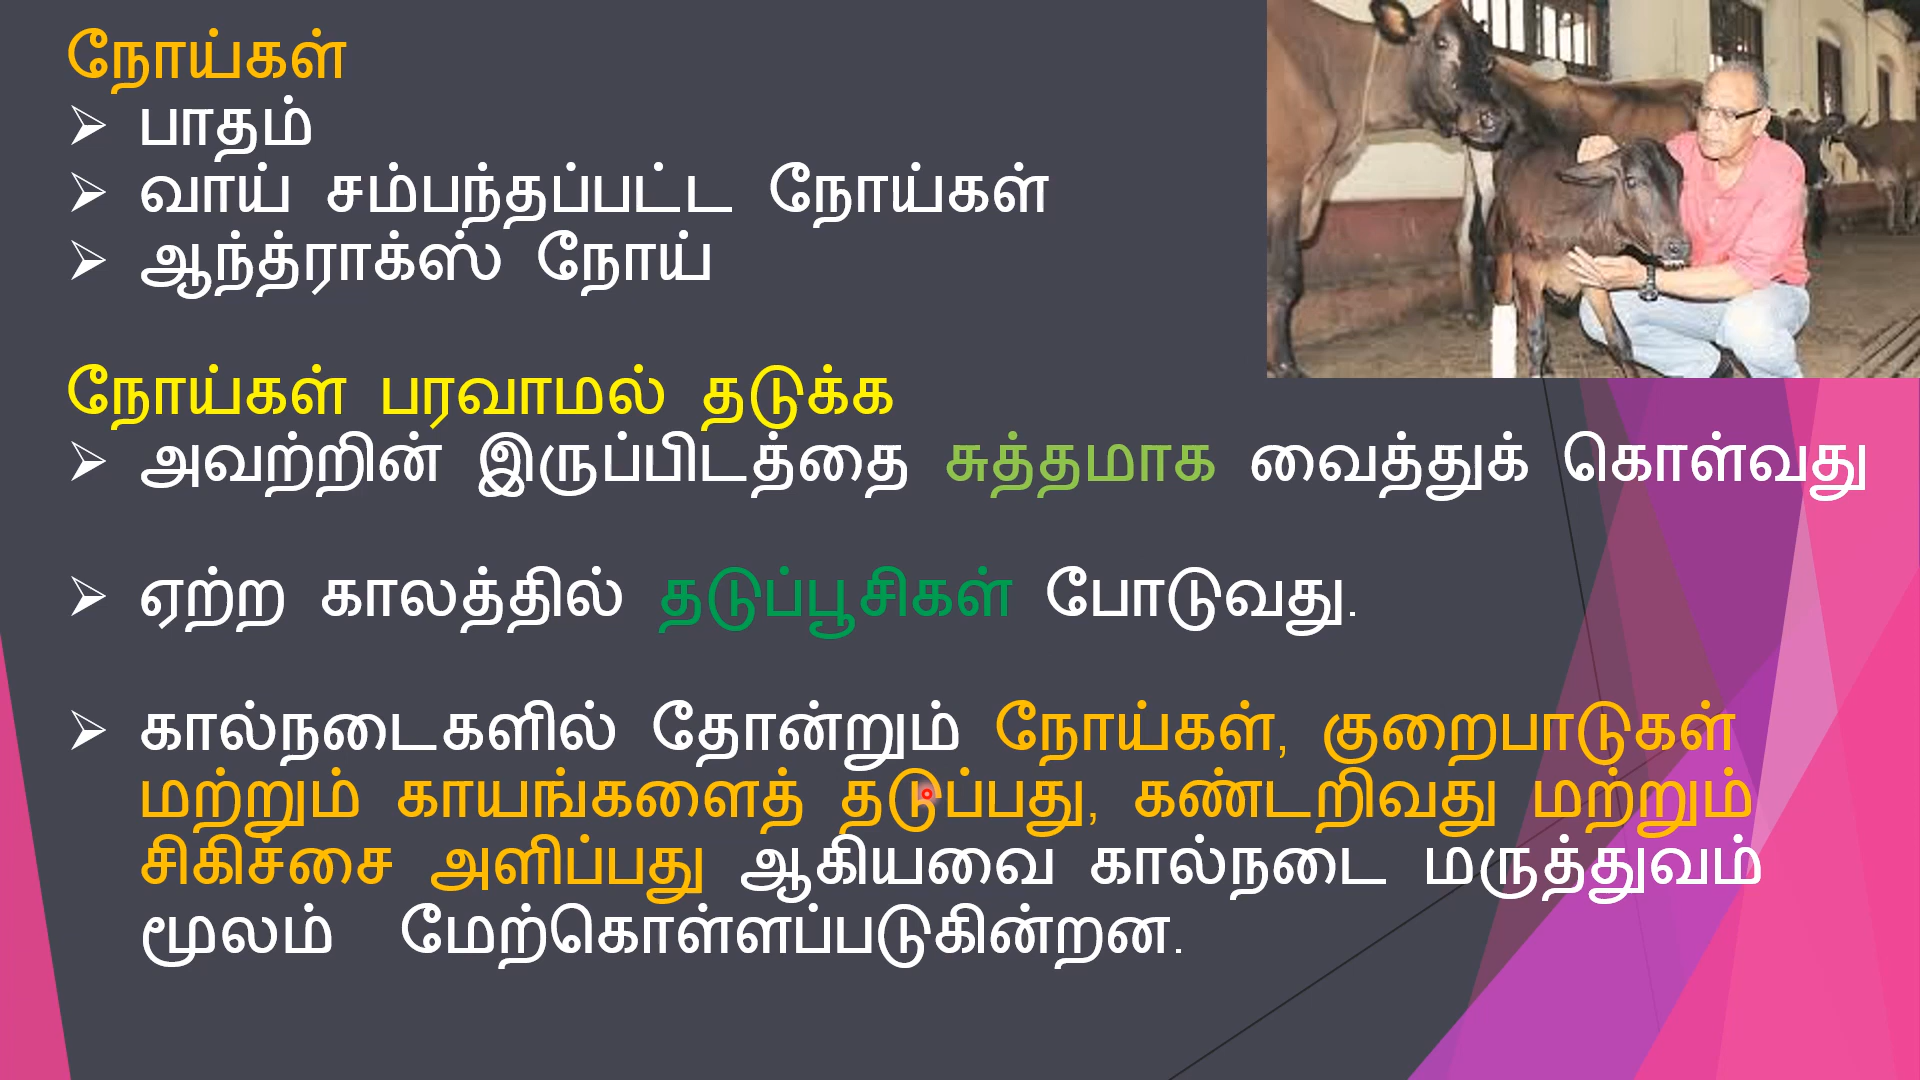 நோய்கள்
➢ பாதம்
➢ வாய் சம்பந்தப்பட்ட நோய்கள்
➢ ஆந்த்ராக்ஸ் நோய்
நோய்கள் பரவாமல் தடுக்க
➢ அவற்றின் இருப்பிடத்தை சுத்தமாக வைத்துக் கொள்வது
➢ ஏற்ற காலத்தில் தடுப்பூசிகள் போடுவது.
➢ கால்நடைகளில் தோன்றும் நோய்கள், குறைபாடுகள்
மற்றும் காயங்களைத் தடுப்பது, கண்டறிவது மற்றும்
சிகிச்சை அளிப்பது ஆகியவை கால்நடை மருத்துவம்
மூலம் மேற்கொள்ளப்படுகின்றன.